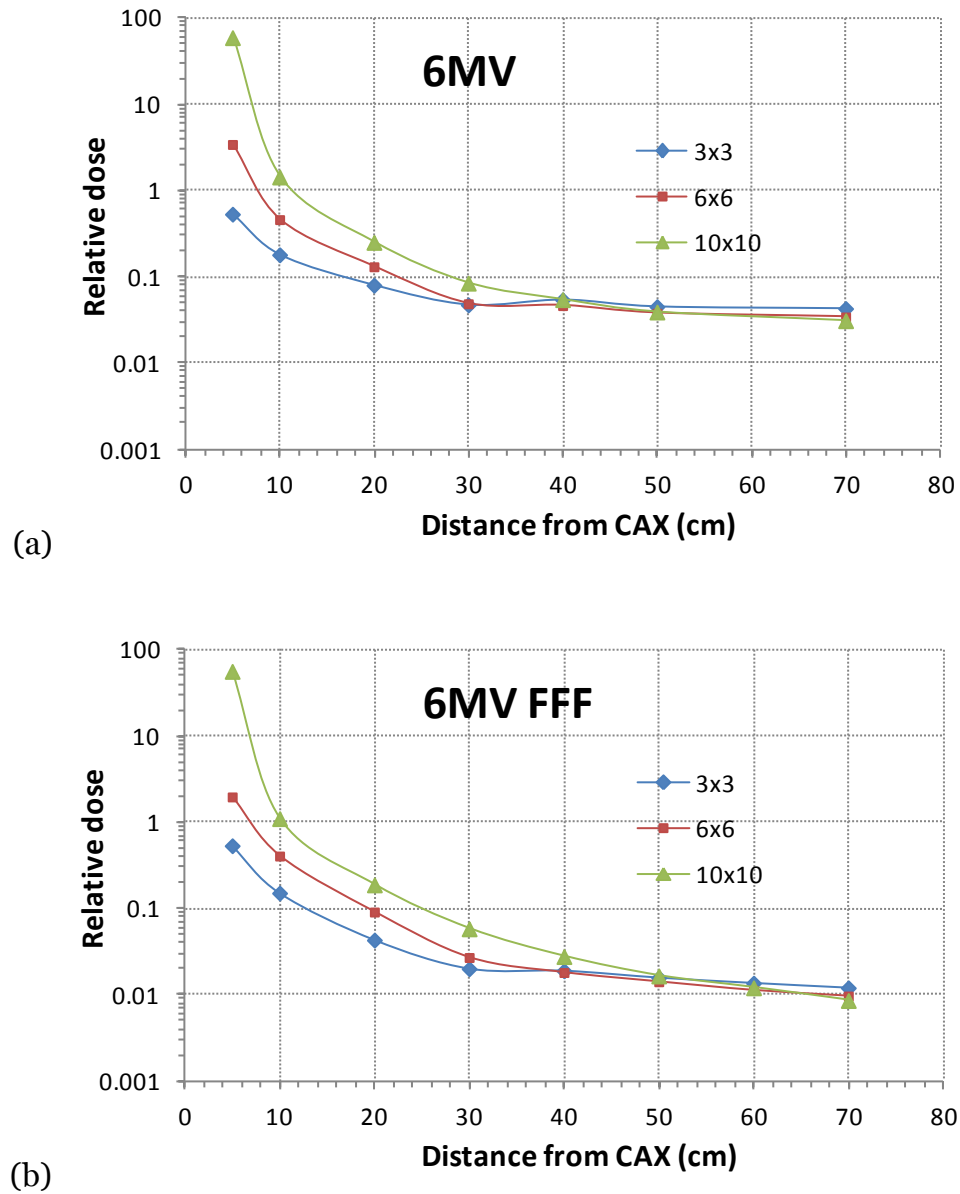 100
10
1
0.1
0.01
0.001
Relative dose
6MV
3x3
6x6
10x10
0 10 20 30 40 50 60 70 80
Distance from CAX (cm)
(a)
100
10
1
0.1
0.01
0.001
Relative dose
6MV FFF
3x3
6x6
10x10
0 10 20 30 40 50 60 70 80
Distance from CAX (cm)
(b)